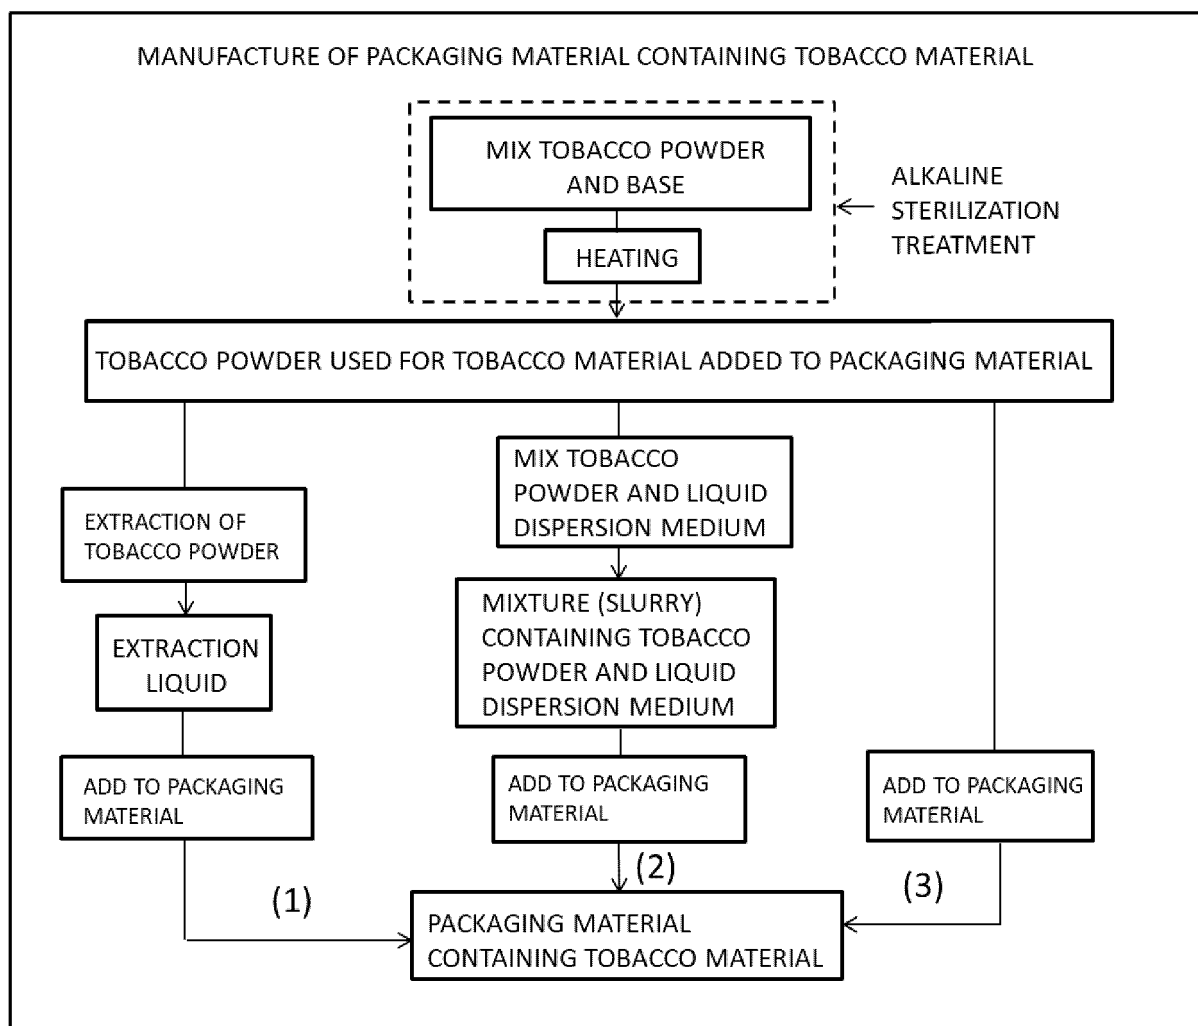 MANUFACTURE OF PACKAGING MATERIAL CONTAINING TOBACCO MATERIAL
MIX TOBACCO POWDER
AND BASE
ALKALINE
STERILIZATION
TREATMENT
HEATING
TOBACCO POWDER USED FOR TOBACCO MATERIAL ADDED TO PACKAGING MATERIAL
EXTRACTION OF
TOBACCO POWDER
EXTRACTION
LIQUID
ADD TO PACKAGING
MATERIAL
(1)
MIX TOBACCO
POWDER AND LIQUID
DISPERSION MEDIUM
MIXTURE (SLURRY)
CONTAINING TOBACCO
POWDER AND LIQUID
DISPERSION MEDIUM
ADD TO PACKAGING
MATERIAL
(2)
ADD TO PACKAGING
MATERIAL
(3)
PACKAGING MATERIAL
CONTAINING TOBACCO MATERIAL